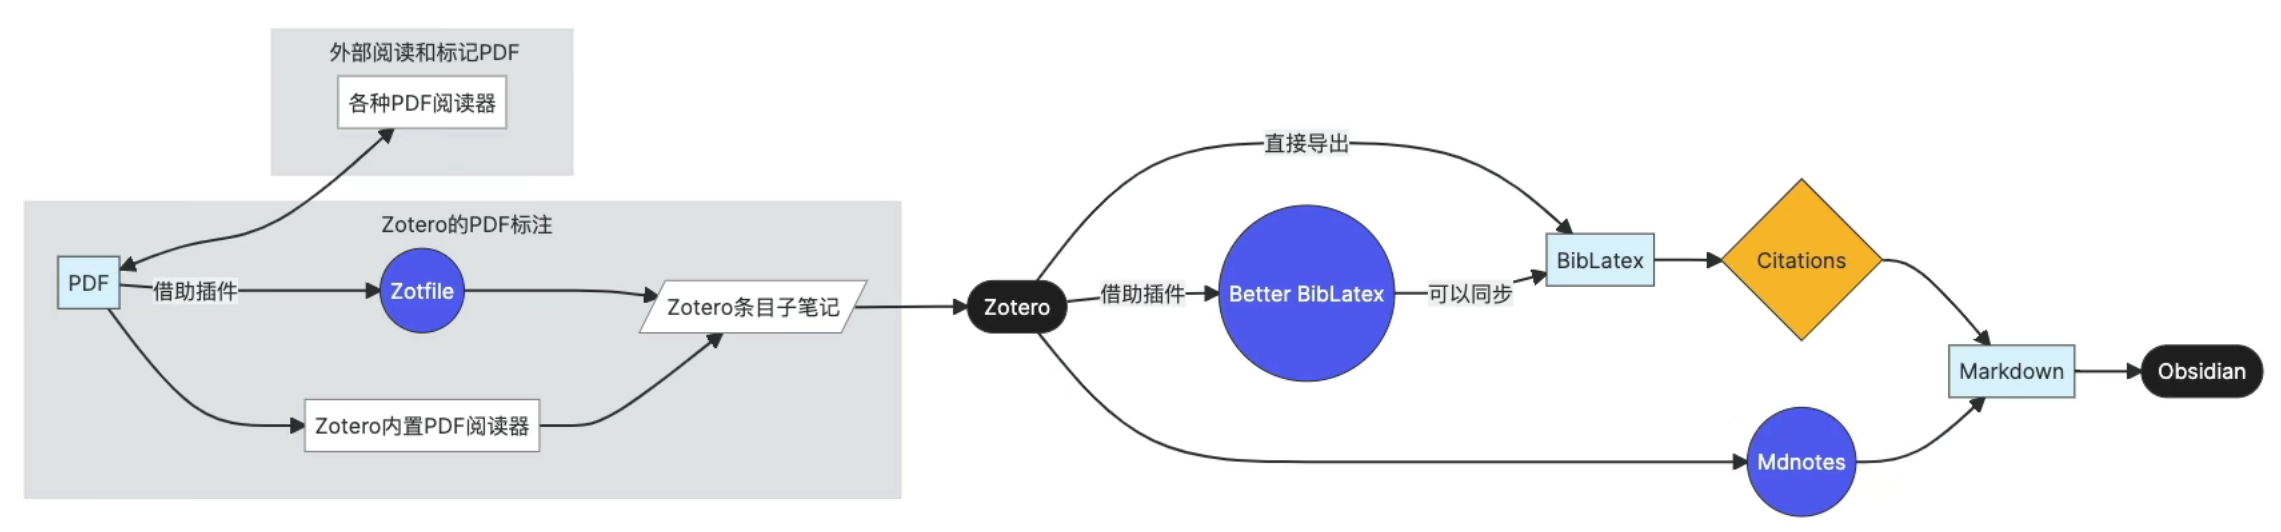 外部阅读和标记PDF
各种PDF阅读器
Zotero的PDF标注
PDF
借助插件
Zotfile
Zotero条目子笔记
Zotero内置PDF阅读器
Zotero
直接导出
借助插件
Better BibLatex
可以同步
BibLatex
Citations
Mdnotes
Markdown
Obsidian